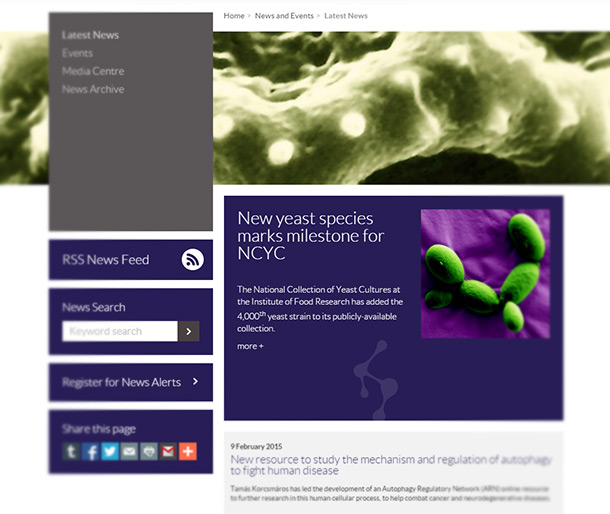 Home > News and Events > Latest News
Latest News
Events
Media Centre
News Archive
RSS News Feed
News Search
Keyword search
Register for News Alerts
Share this page
New yeast species
marks milestone for
NCYC
The National Collection of Yeast Cultures at
the Institute of Food Research has added the
4,000th yeast strain to its publicly-available
collection.
more +
9 February 2015
New resource to study the mechanism and regulation of autophagy
to fight human disease
Tamás Korcsmáros has led the development of an Autophagy Regulatory Network (ARN) online resource
to further research in this human cellular process, to help combat cancer and neurodegenerative diseases.